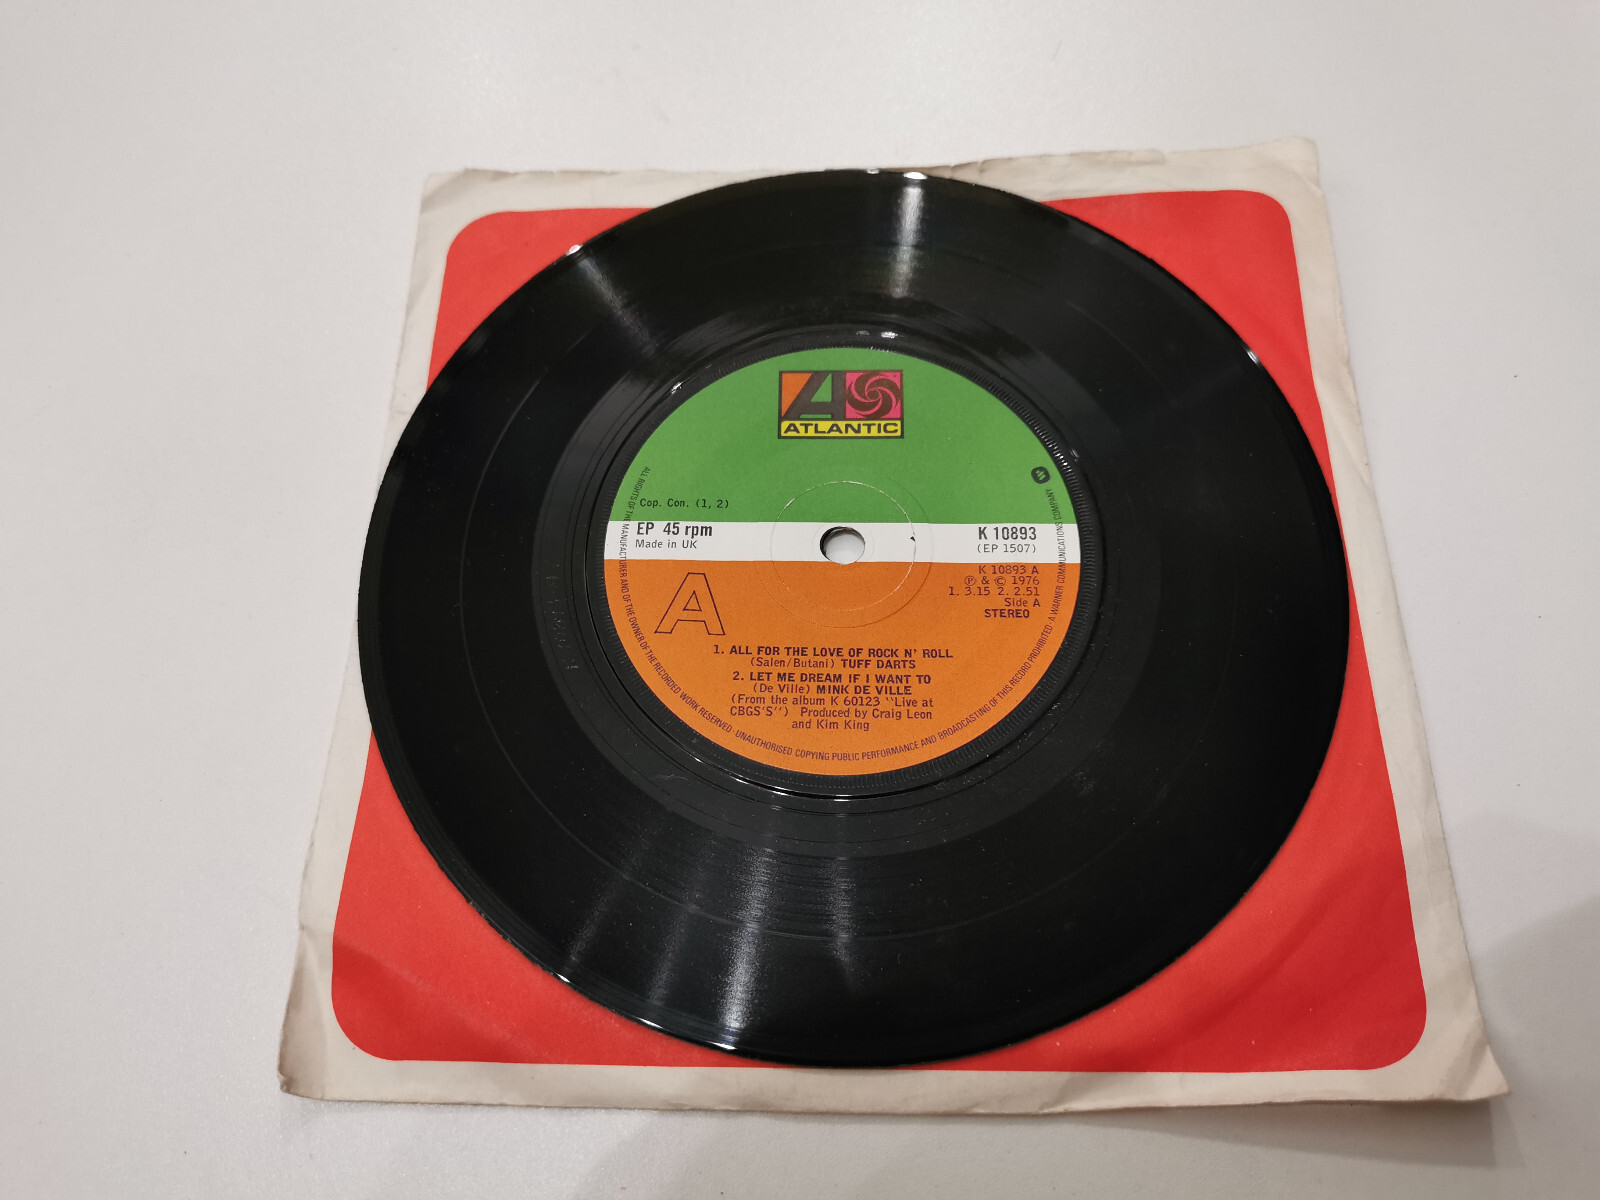 ATLANTIC
Cop. Con. (1, 2)
EP 45 rpm
Made in UK
K 10893
(EP 1507)
K 10893 A
Ⓟ & © 1976
1. 3.15 2. 2.51
Side A
STEREO
A
1. ALL FOR THE LOVE OF ROCK N' ROLL
(Salen/Butani) TUFF DARTS
2. LET ME DREAM IF I WANT TO
(De Ville) MINK DE VILLE
(From the album K 60123 "Live at
CBGS'S") Produced by Craig Leon
and Kim King
ALL RIGHTS OF THE MANUFACTURER AND OF THE OWNER OF THE RECORDED WORK RESERVED · UNAUTHORISED COPYING PUBLIC PERFORMANCE AND BROADCASTING OF THIS RECORD PROHIBITED · A WARNER COMMUNICATIONS COMPANY